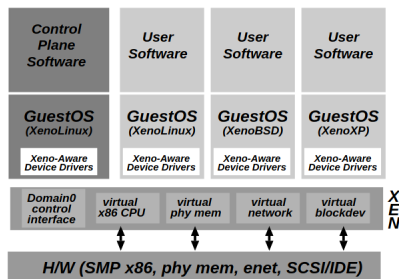 Control
Plane
Software
User
Software
User
Software
User
Software
GuestOS
(XenoLinux)
Xeno-Aware
Device Drivers
GuestOS
(XenoLinux)
Xeno-Aware
Device Drivers
GuestOS
(XenoBSD)
Xeno-Aware
Device Drivers
GuestOS
(XenoXP)
Xeno-Aware
Device Drivers
Domain0
control
interface
virtual
x86 CPU
virtual
phy mem
virtual
network
virtual
blockdev
X
E
N
H/W (SMP x86, phy mem, enet, SCSI/IDE)